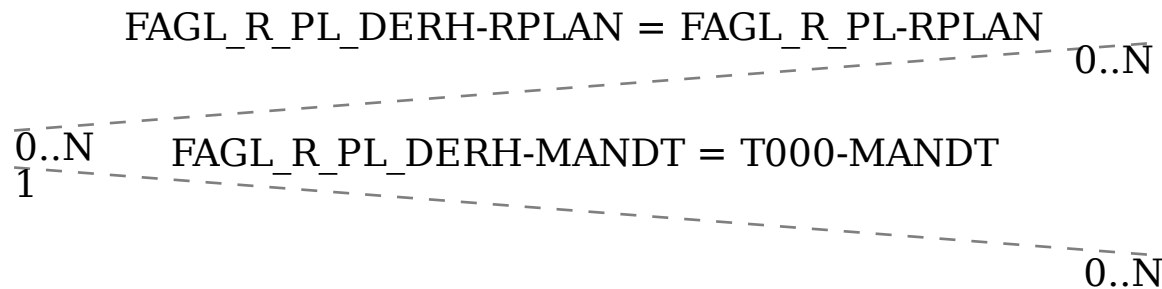 FAGL_R_PL_DERH-RPLAN = FAGL_R_PL-RPLAN
0..N
0..N
FAGL_R_PL_DERH-MANDT = T000-MANDT
1
0..N